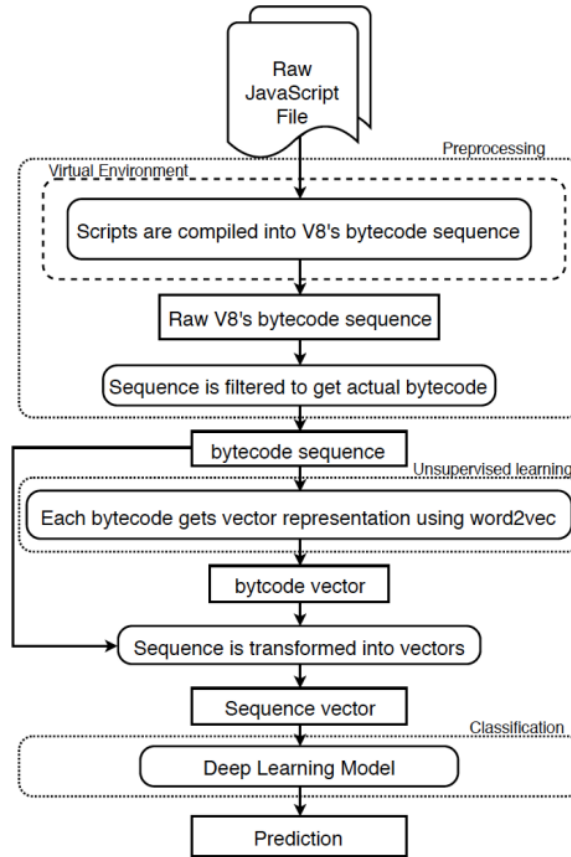 Raw
JavaScript
File
Preprocessing
Virtual Environment
Scripts are compiled into V8's bytecode sequence
Raw V8's bytecode sequence
Sequence is filtered to get actual bytecode
bytecode sequence
Unsupervised learning
Each bytecode gets vector representation using word2vec
bytcode vector
Sequence is transformed into vectors
Sequence vector
Classification
Deep Learning Model
Prediction